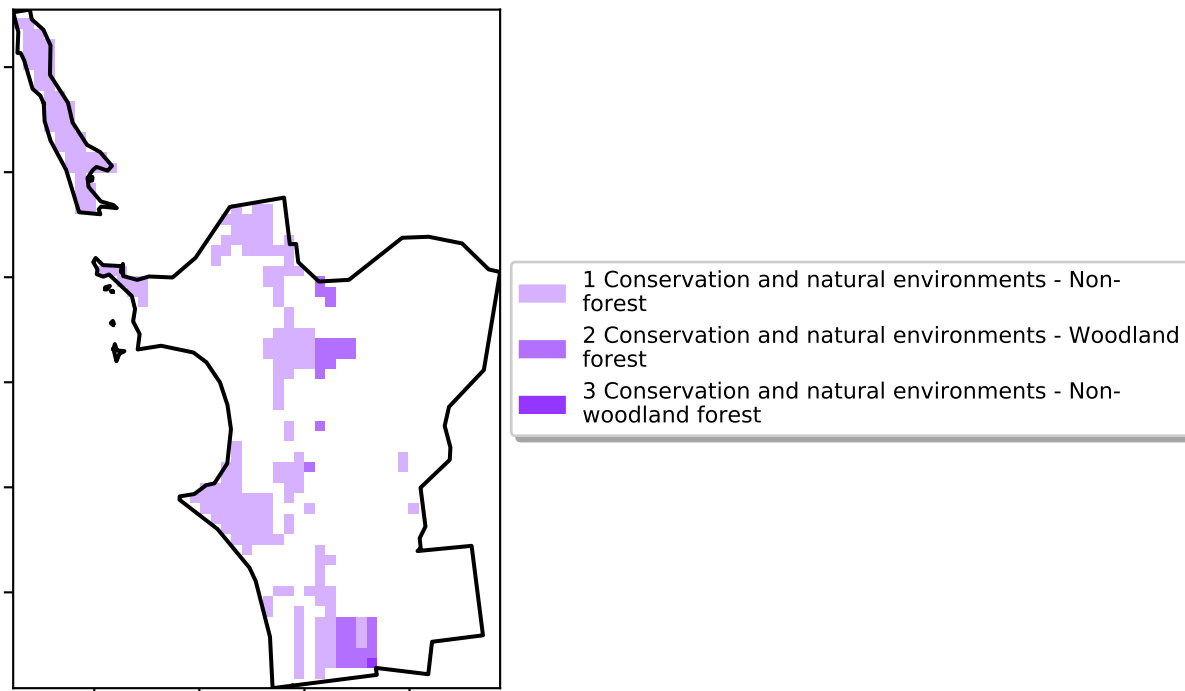 1 Conservation and natural environments - Non-
forest
2 Conservation and natural environments - Woodland
forest
3 Conservation and natural environments - Non-
woodland forest